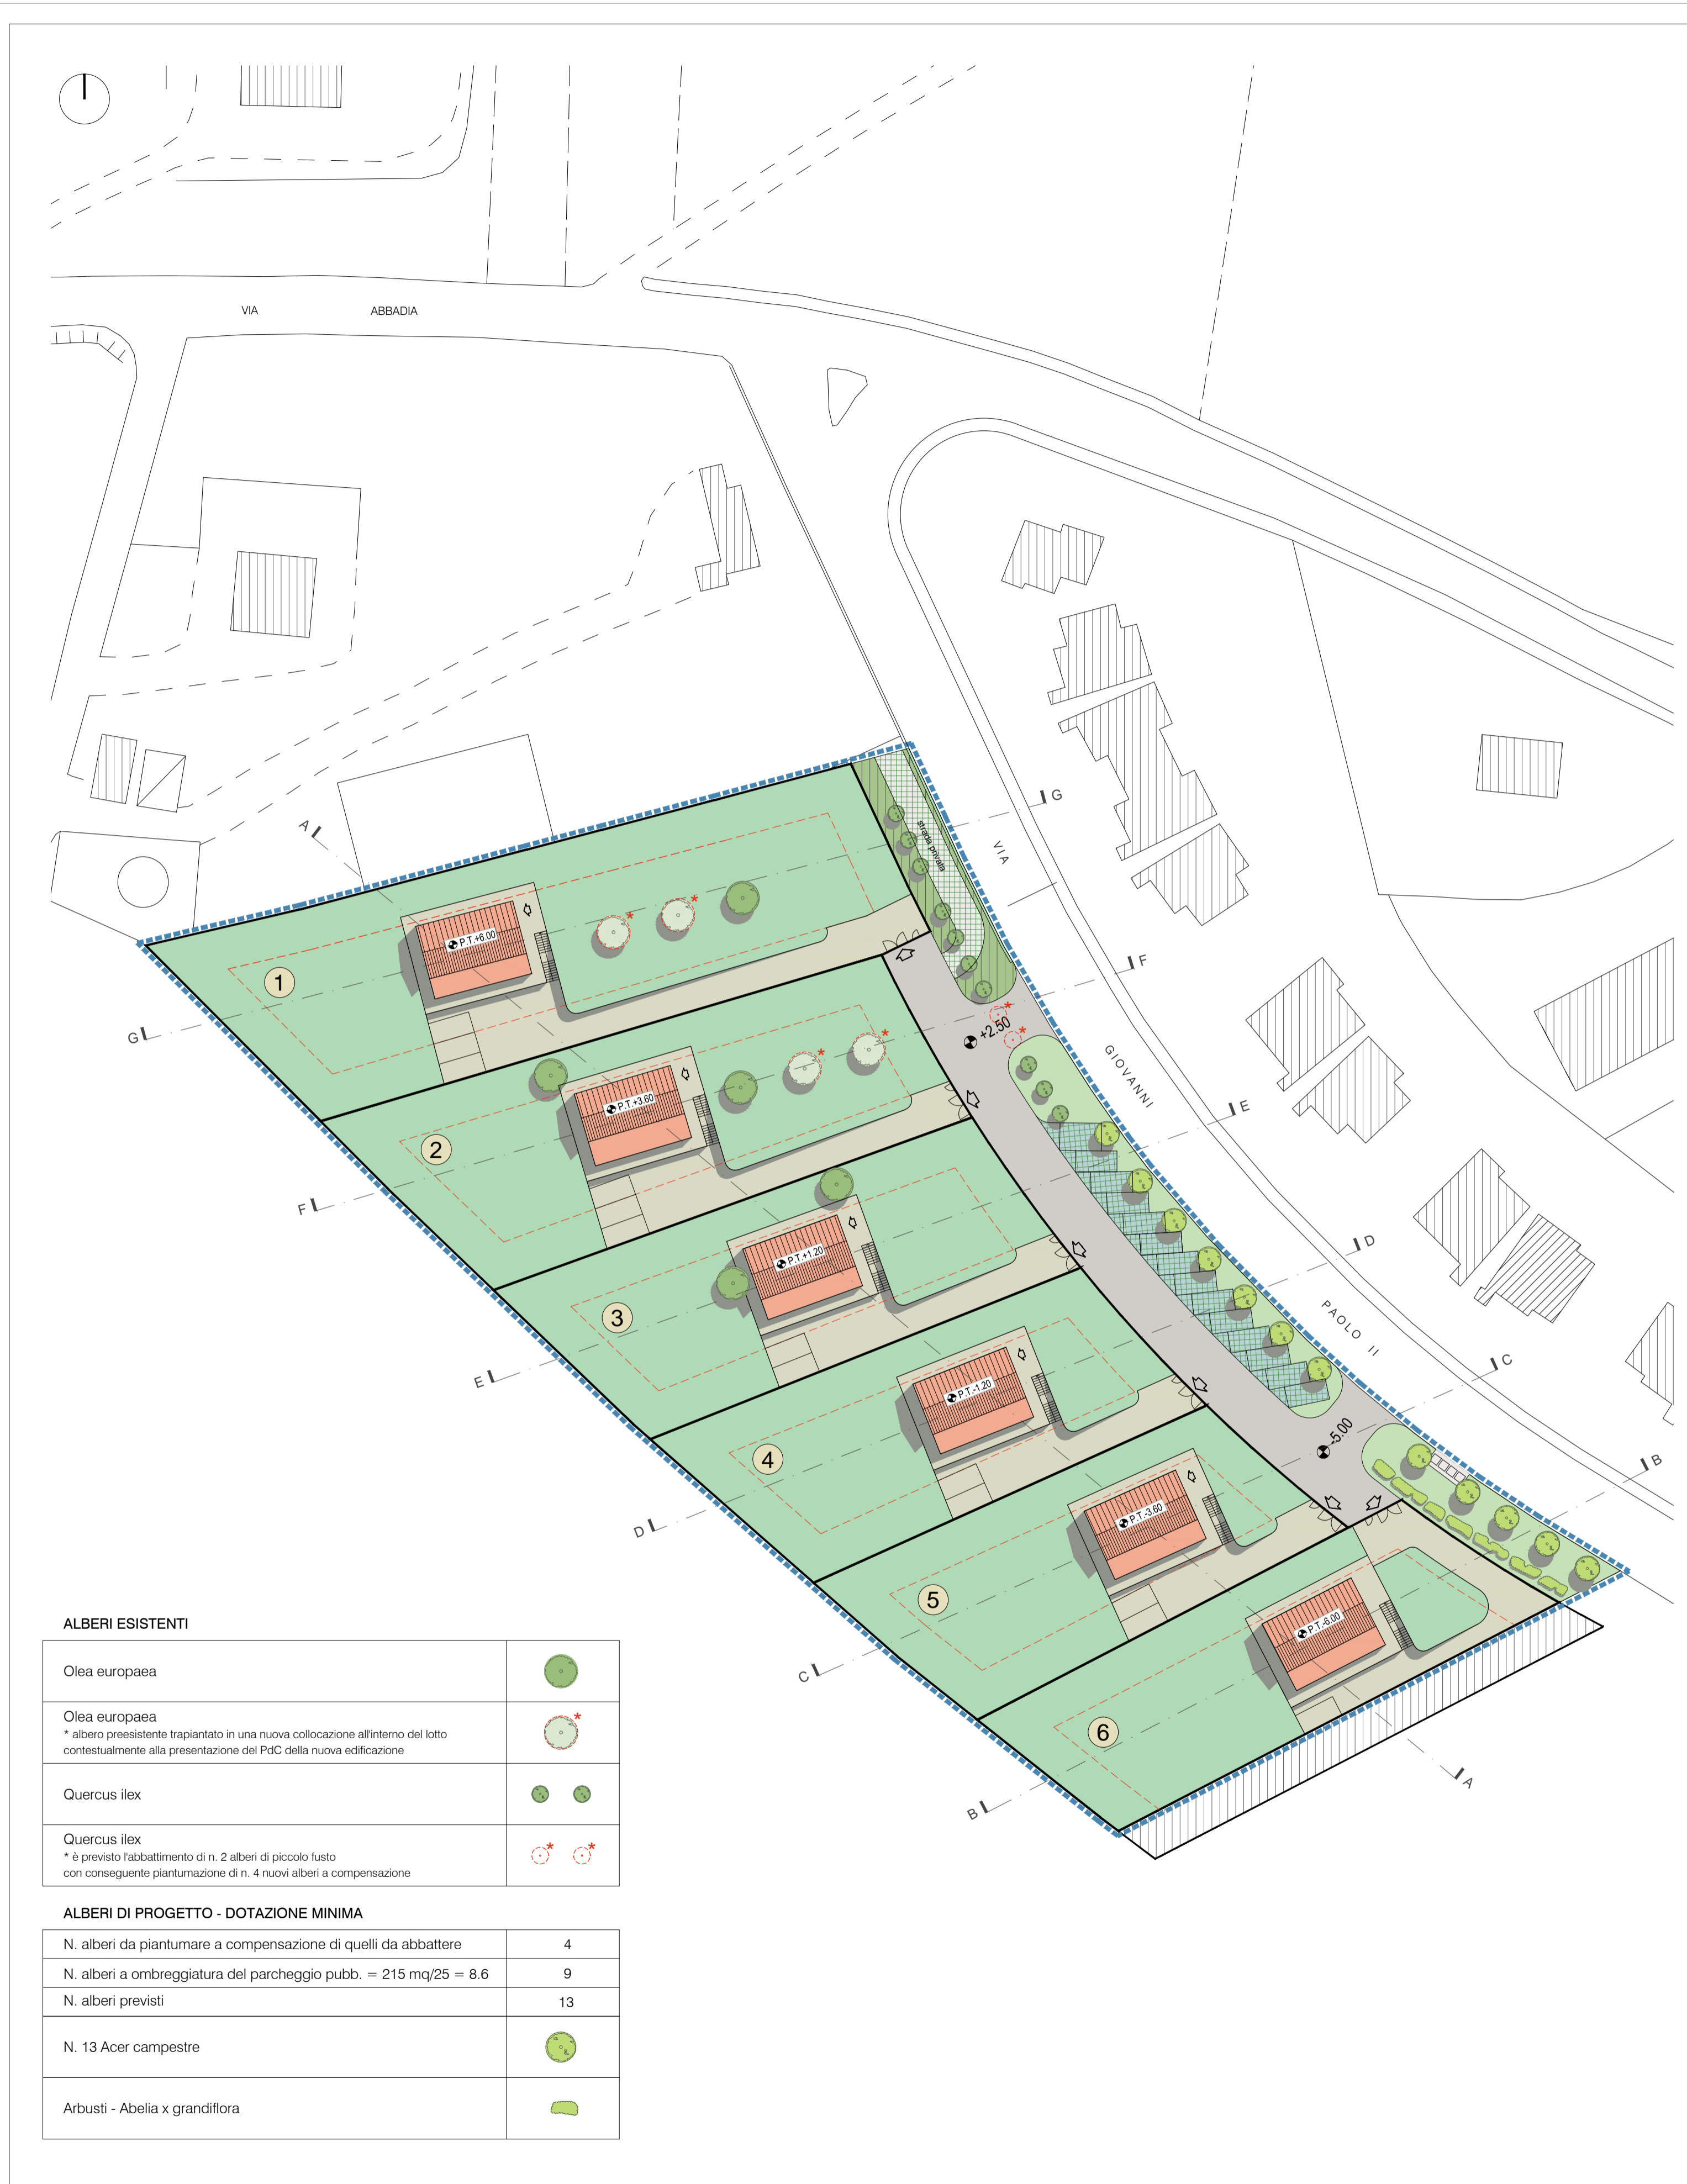 VIA ABBADIA
A
G
VIA
strada privata
P.T.+6.00
1
G
F
+2.50
P.T.+3.60
2
GIOVANNI
E
F
P.T.+1.20
3
D
PAOLO II
E
P.T.-1.20
4
C
-5.00
B
D
P.T.-3.60
5
C
P.T.-6.00
6
B
A
ALBERI ESISTENTI
Olea europaea
Olea europaea
*
* albero preesistente trapiantato in una nuova collocazione all'interno del lotto
contestualmente alla presentazione del PdC della nuova edificazione
Quercus ilex
Quercus ilex
* *
* è previsto l'abbattimento di n. 2 alberi di piccolo fusto
con conseguente piantumazione di n. 4 nuovi alberi a compensazione
ALBERI DI PROGETTO - DOTAZIONE MINIMA
N. alberi da piantumare a compensazione di quelli da abbattere 4
N. alberi a ombreggiatura del parcheggio pubb. = 215 mq/25 = 8.6 9
N. alberi previsti 13
N. 13 Acer campestre
Arbusti - Abelia x grandiflora